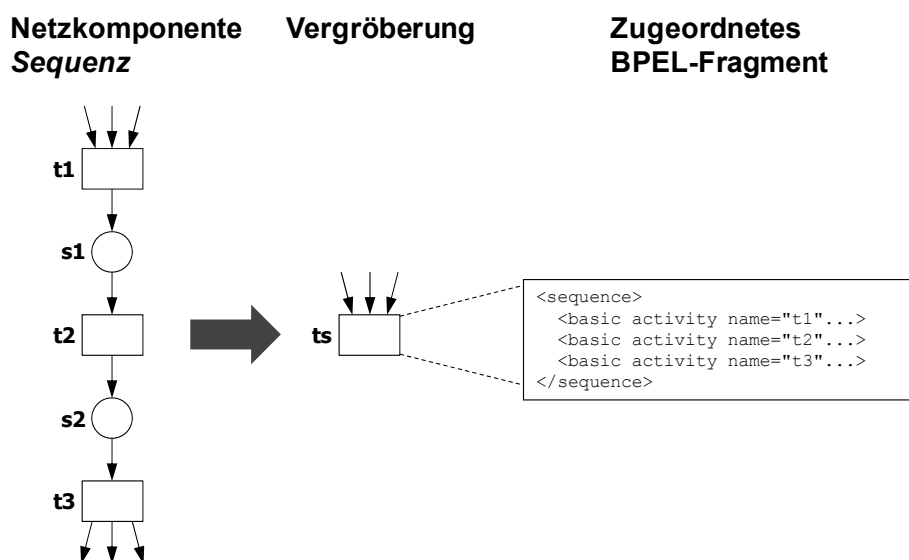 Netzkomponente
Sequenz
Vergröberung
Zugeordnetes
BPEL-Fragment
t1
s1
t2
s2
t3
ts
<sequence>
  <basic activity name="t1"...>
  <basic activity name="t2"...>
  <basic activity name="t3"...>
</sequence>